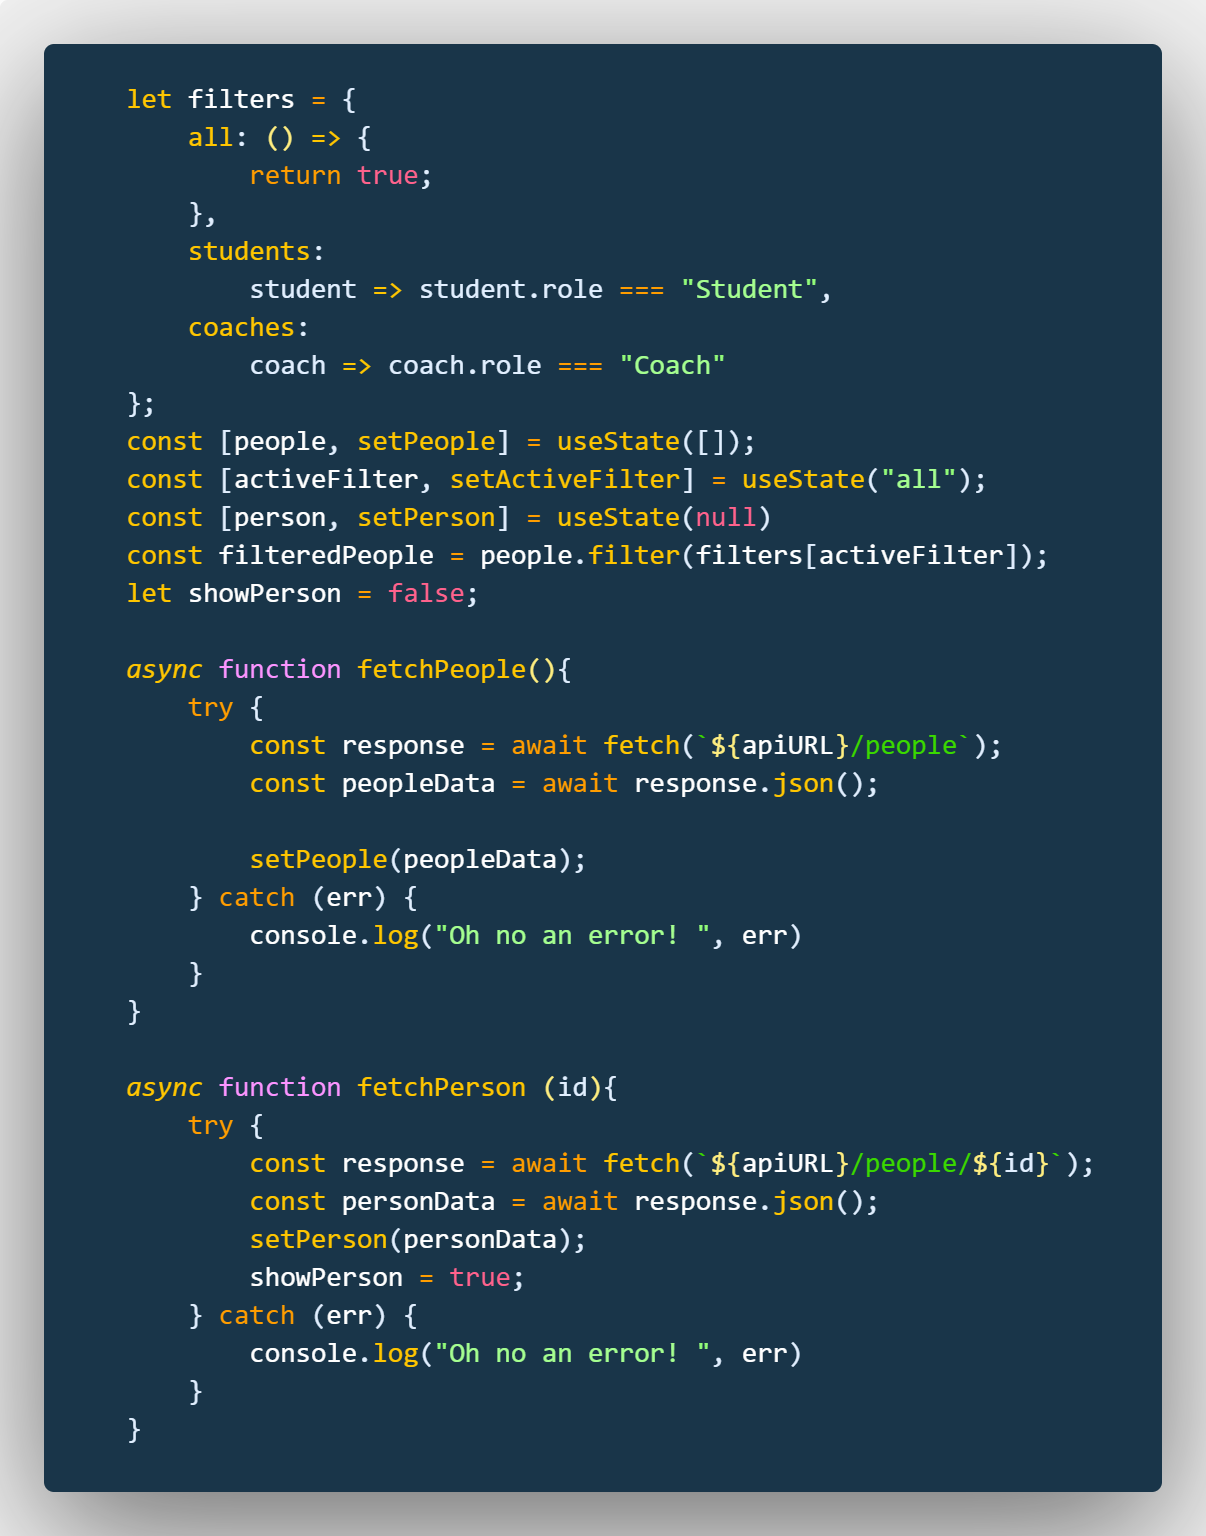 let filters = {
    all: () => {
        return true;
    },
    students:
        student => student.role === "Student",
    coaches:
        coach => coach.role === "Coach"
};
const [people, setPeople] = useState([]);
const [activeFilter, setActiveFilter] = useState("all");
const [person, setPerson] = useState(null)
const filteredPeople = people.filter(filters[activeFilter]);
let showPerson = false;

async function fetchPeople(){
    try {
        const response = await fetch(`${apiURL}/people`);
        const peopleData = await response.json();

        setPeople(peopleData);
    } catch (err) {
        console.log("Oh no an error! ", err)
    }
}

async function fetchPerson (id){
    try {
        const response = await fetch(`${apiURL}/people/${id}`);
        const personData = await response.json();
        setPerson(personData);
        showPerson = true;
    } catch (err) {
        console.log("Oh no an error! ", err)
    }
}